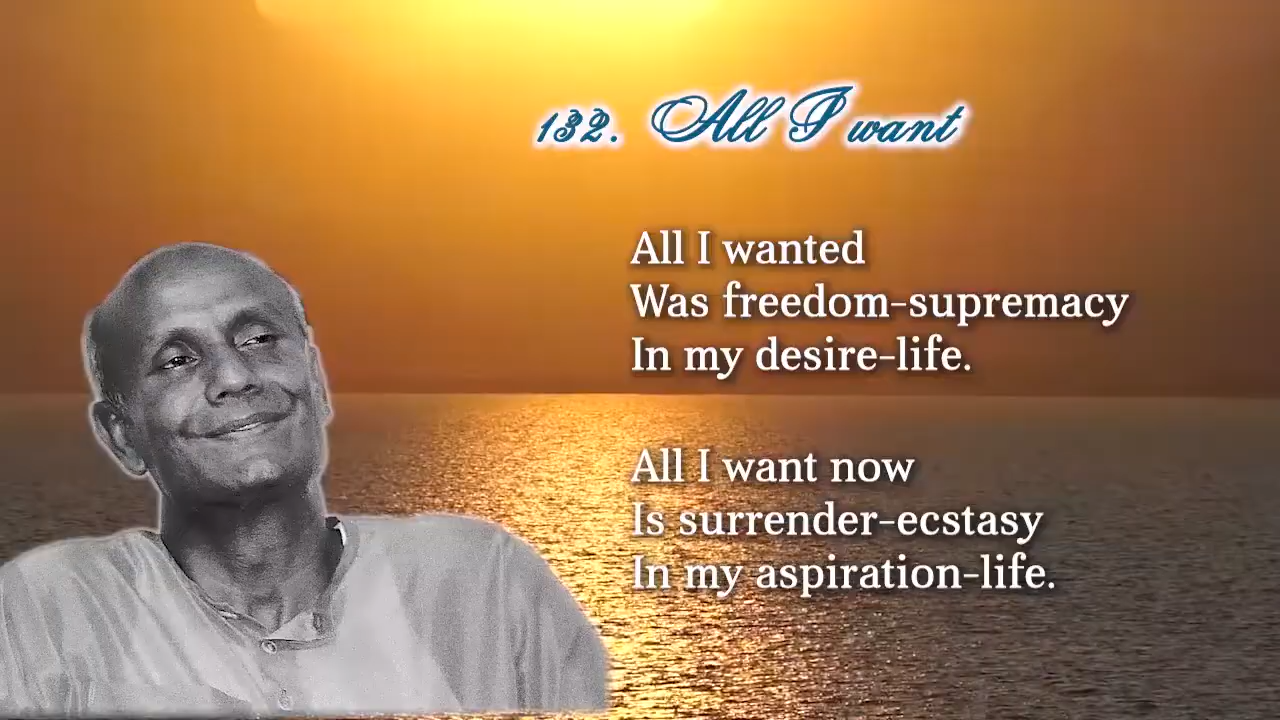 132. All I want
All I wanted
Was freedom-supremacy
In my desire-life.
All I want now
Is surrender-ecstasy
In my aspiration-life.